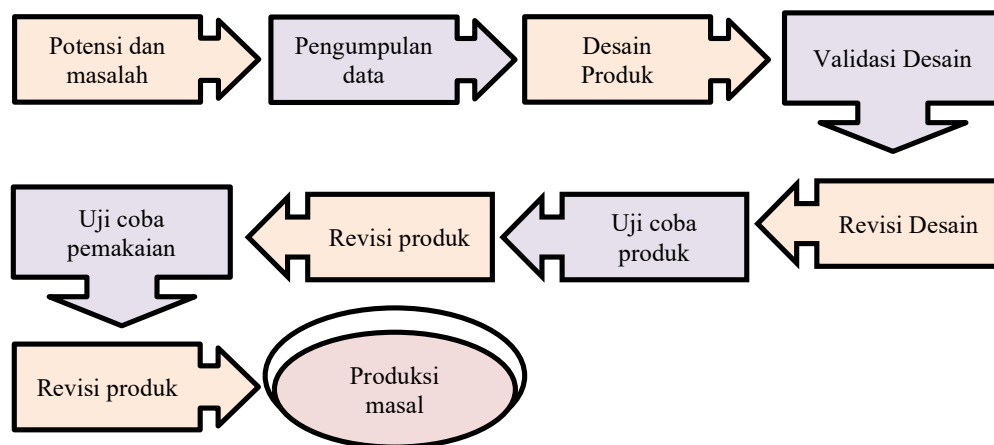 Potensi dan
masalah
Pengumpulan
data
Desain
Produk
Validasi Desain
Revisi Desain
Uji coba
produk
Revisi produk
Uji coba
pemakaian
Revisi produk
Produksi
masal